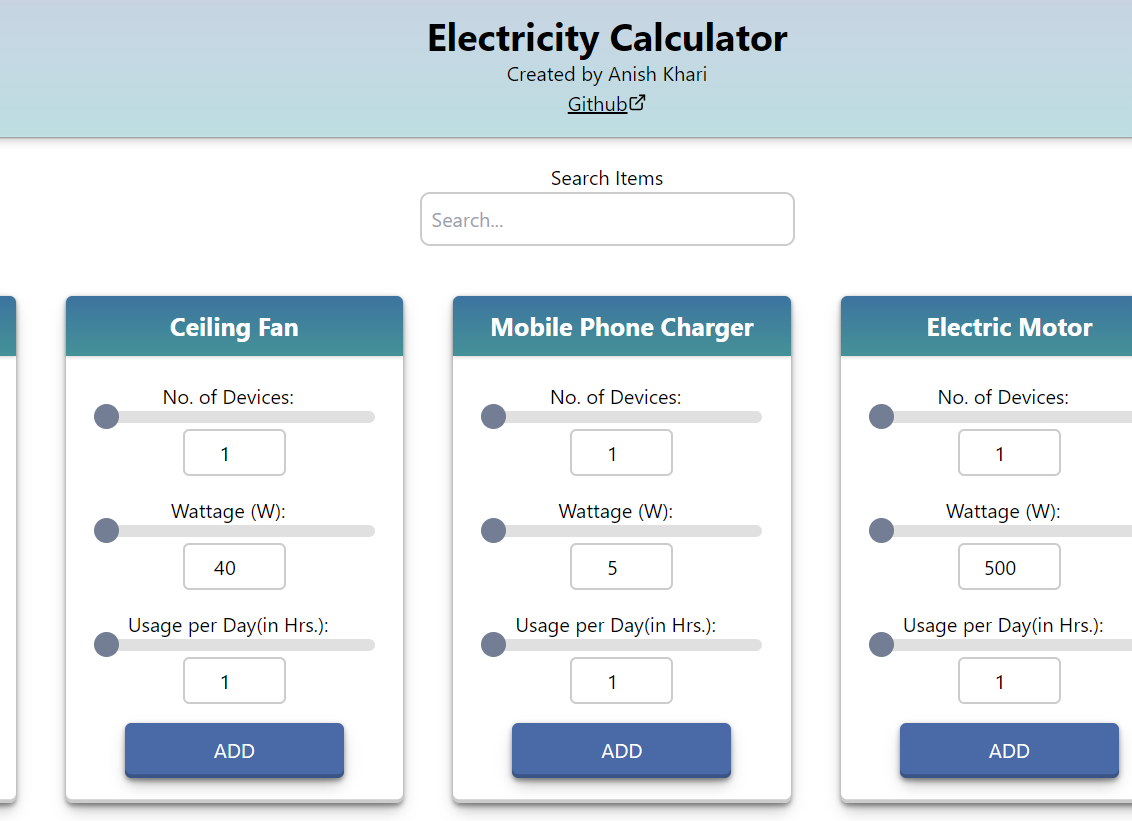 Electricity Calculator
Created by Anish Khari
Github
Search Items
Search...
Ceiling Fan
No. of Devices:
1
Wattage (W):
40
Usage per Day(in Hrs.):
1
ADD
Mobile Phone Charger
No. of Devices:
1
Wattage (W):
5
Usage per Day(in Hrs.):
1
ADD
Electric Motor
No. of Devices:
1
Wattage (W):
500
Usage per Day(in Hrs.):
1
ADD